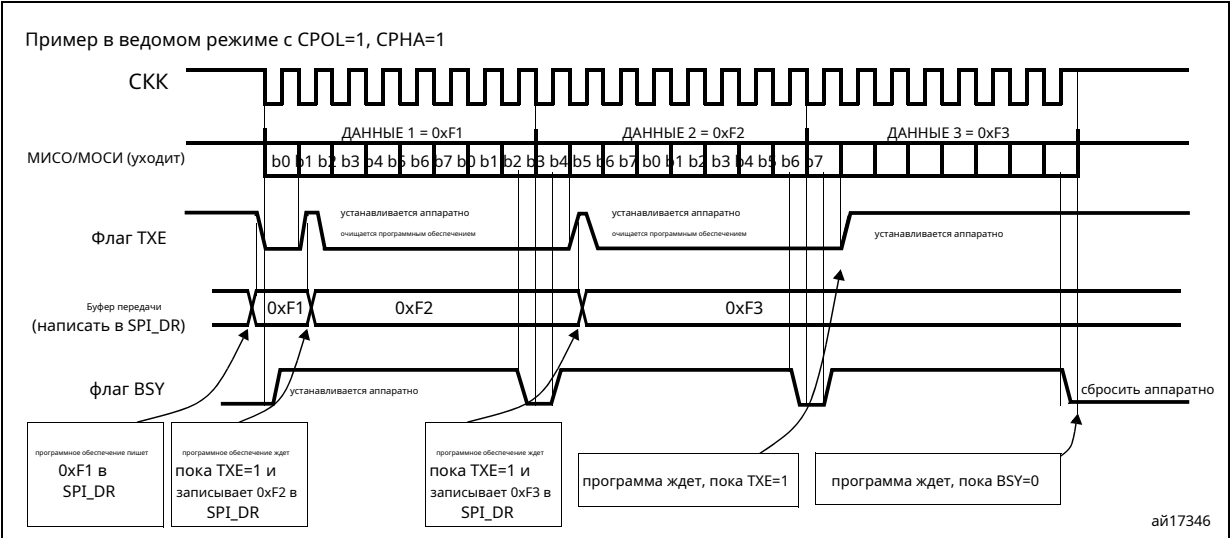 Пример в ведомом режиме с CPOL=1, CPHA=1
СКК
ДАННЫЕ 1 = 0xF1
ДАННЫЕ 2 = 0xF2
ДАННЫЕ 3 = 0xF3
МИСО/МОСИ (уходит)
b0 b1 b2 b3 b4 b5 b6 b7 b0 b1 b2 b3 b4 b5 b6 b7 b0 b1 b2 b3 b4 b5 b6 b7
Флаг TXE
устанавливается аппаратно
очищается программным обеспечением
устанавливается аппаратно
очищается программным обеспечением
устанавливается аппаратно
Буфер передачи
(написать в SPI_DR)
0xF1
0xF2
0xF3
флаг BSY
устанавливается аппаратно
сбросить аппаратно
программное обеспечение пишет
0xF1 в
SPI_DR
программное обеспечение ждет
пока TXE=1 и
записывает 0xF2 в
SPI_DR
программное обеспечение ждет
пока TXE=1 и
записывает 0xF3 в
SPI_DR
программа ждет, пока TXE=1
программа ждет, пока BSY=0
ай17346